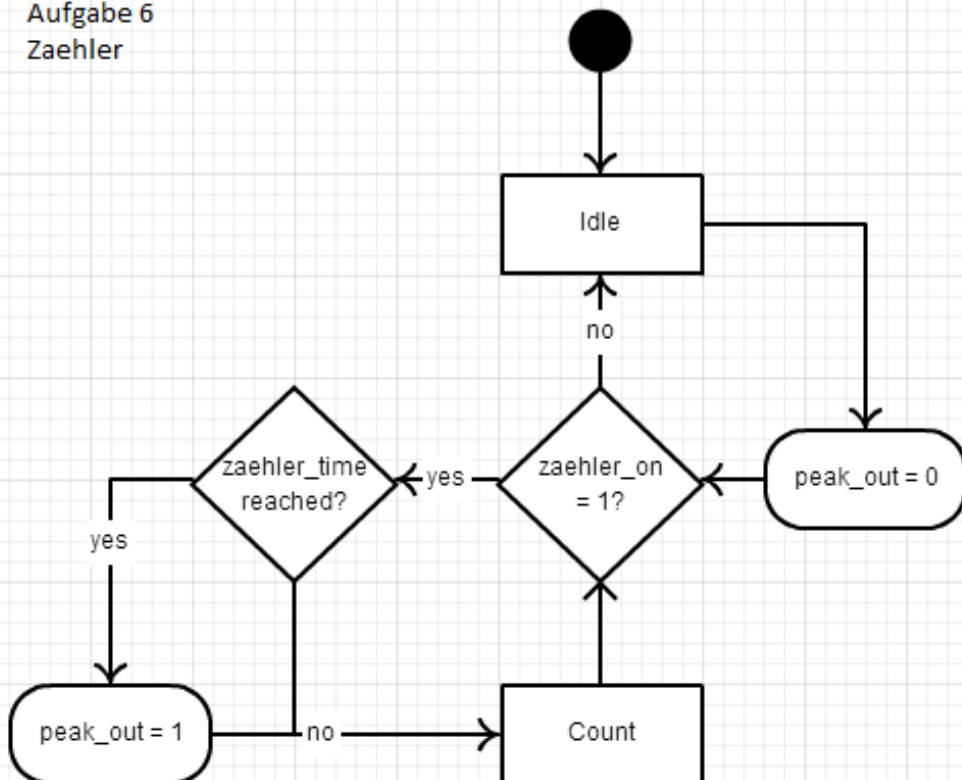 Aufgabe 6
Zaehler
Idle
no
zaehler_time
reached?
yes
zaehler_on
= 1?
peak_out = 0
yes
peak_out = 1
no
Count